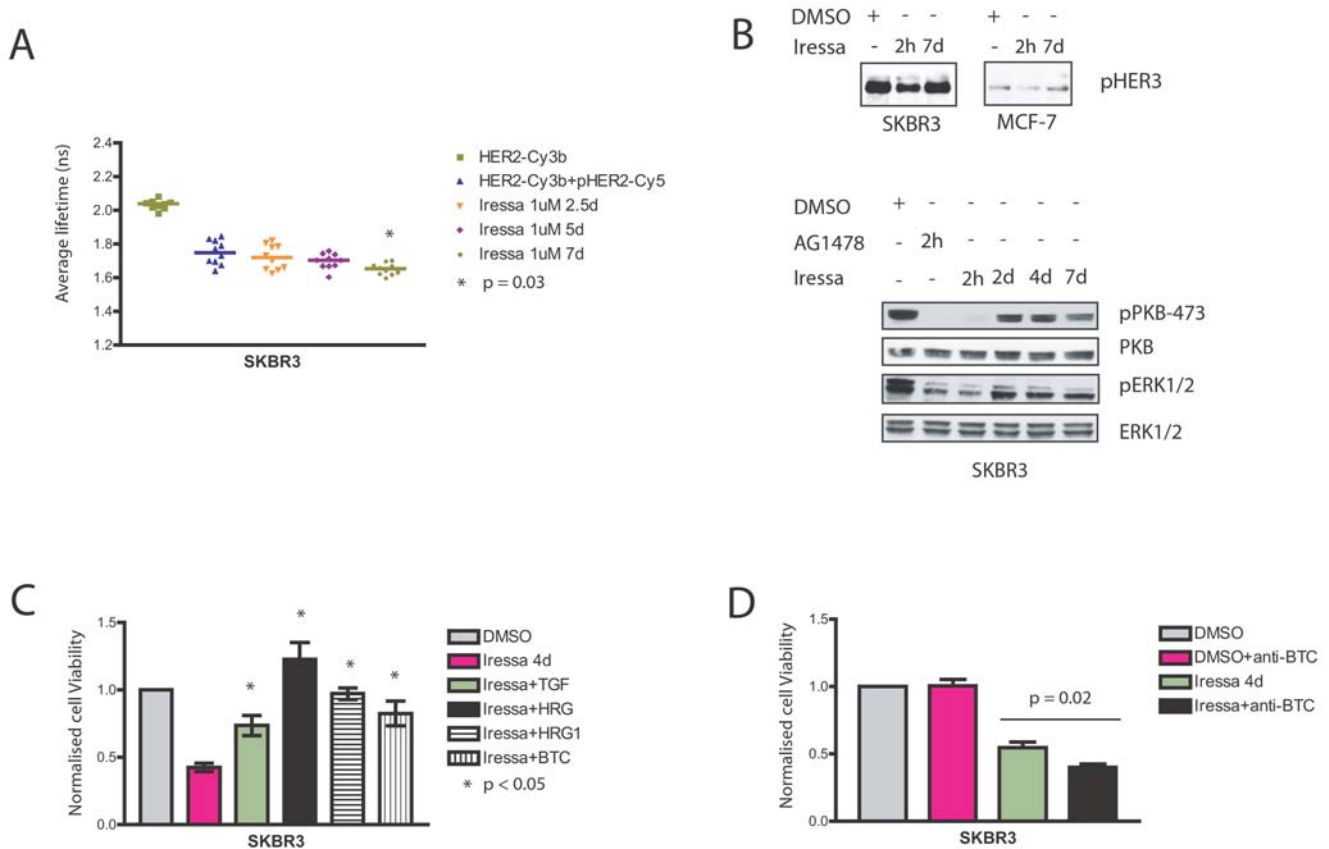 A
2.4
2.2
2.0
1.8
1.6
1.4
1.2
Average lifetime (ns)
*
SKBR3
HER2-Cy3b
HER2-Cy3b+pHER2-Cy5
Iressa 1uM 2.5d
Iressa 1uM 5d
Iressa 1uM 7d
* p = 0.03
B
DMSO + - - + - -
Iressa - 2h 7d - 2h 7d
pHER3
SKBR3 MCF-7
DMSO + - - - - -
AG1478 - 2h - - - -
Iressa - - 2h 2d 4d 7d
pPKB-473
PKB
pERK1/2
ERK1/2
SKBR3
C
1.5
1.0
0.5
0.0
Normalised cell Viability
* * * *
SKBR3
DMSO
Iressa 4d
Iressa+TGF
Iressa+HRG
Iressa+HRG1
Iressa+BTC
* p < 0.05
D
1.5
1.0
0.5
0.0
Normalised cell Viability
p = 0.02
SKBR3
DMSO
DMSO+anti-BTC
Iressa 4d
Iressa+anti-BTC